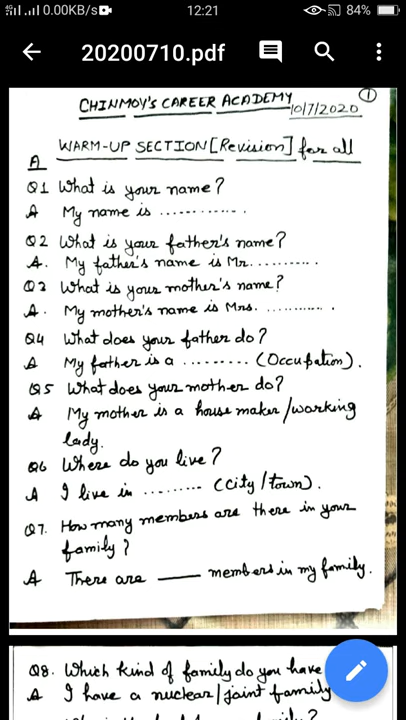 0.00KB/s 12:21 84%
20200710.pdf
CHINMOY'S CAREER ACADEMY 1
10/7/2020
WARM-UP SECTION [Revision] for all
A
Q1 What is your name?
A My name is .............
Q2 What is your father's name?
A. My father's name is Mr. ..........
Q3 What is your mother's name?
A. My mother's name is Mrs. ............
Q4 What does your father do?
A My father is a ......... (Occupation).
Q5 What does your mother do?
A My mother is a house maker/working
lady.
Q6 Where do you live?
A I live in ........ (city/town).
Q7. How many members are there in your
family?
A There are ____ members in my family.
Q8. Which kind of family do you have
A I have a nuclear/joint family